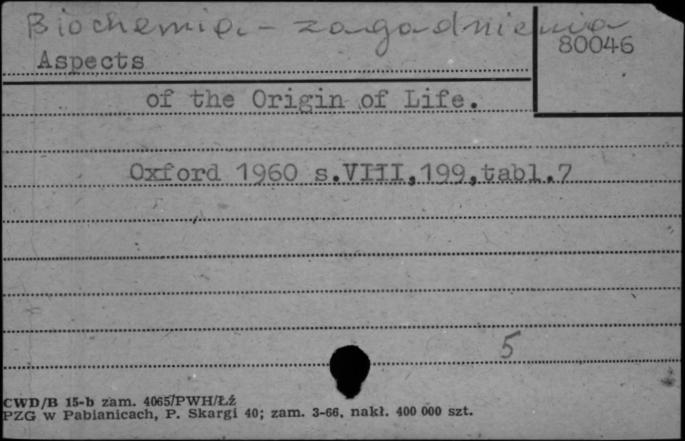 Biochemia - zagadnienia
80046
Aspects
of the Origin of Life.
Oxford 1960 s.VIII,199,tabl.7
5
CWD/B 15-b zam. 4065/PWH/Łź
PZG w Pabianicach, P. Skargi 40; zam. 3-66, nakł. 400 000 szt.